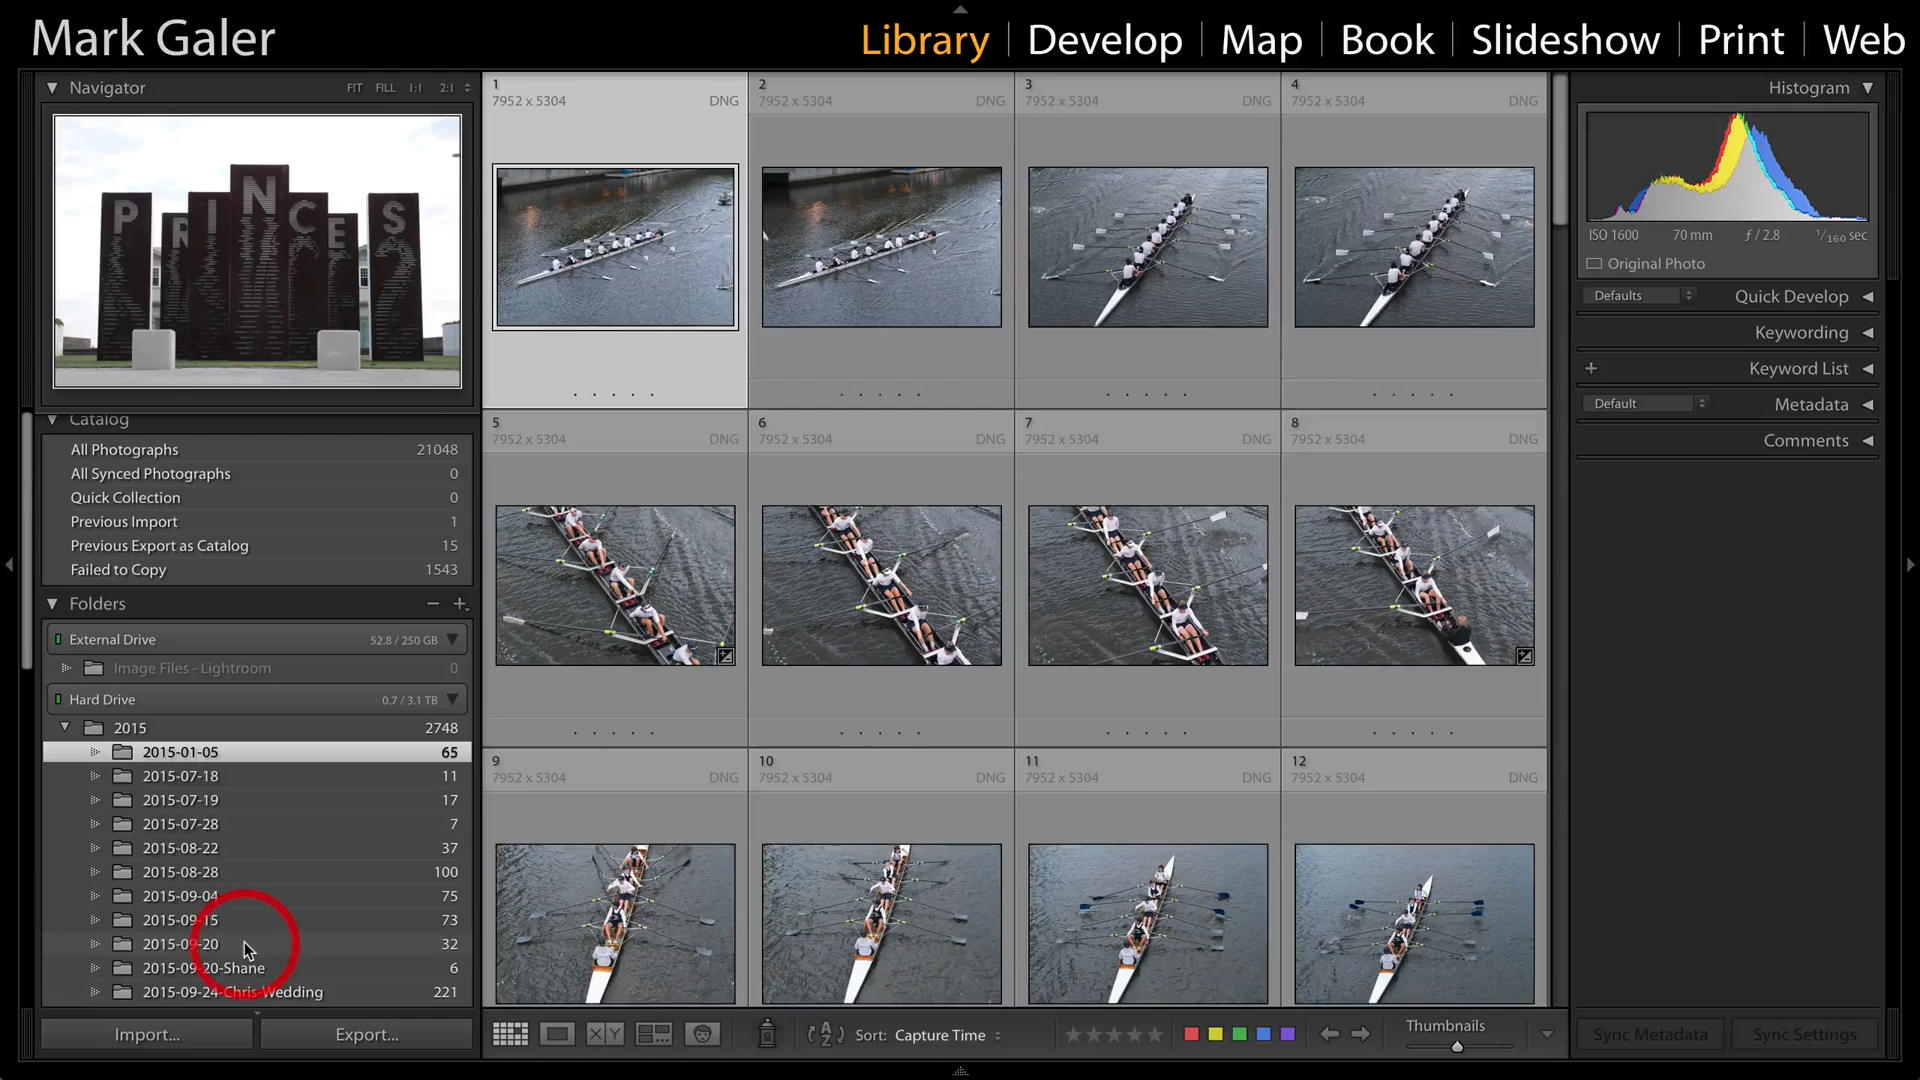 Mark Galer
Library Develop Map Book Slideshow Print Web
Navigator FIT FILL 1:1 2:1
PRINCES
Catalog
All Photographs 21048
All Synced Photographs 0
Quick Collection 0
Previous Import 1
Previous Export as Catalog 15
Failed to Copy 1543
Folders
External Drive 52.8 / 250 GB
Image Files - Lightroom 0
Hard Drive 0.7 / 3.1 TB
2015 2748
2015-01-05 65
2015-07-18 11
2015-07-19 17
2015-07-28 7
2015-08-22 37
2015-08-28 100
2015-09-04 75
2015-09-15 73
2015-09-20 32
2015-09-20-Shane 6
2015-09-24-Chris-Wedding 221
Import... Export...
1 2 3 4
7952 x 5304 DNG 7952 x 5304 DNG 7952 x 5304 DNG 7952 x 5304 DNG
5 6 7 8
7952 x 5304 DNG 7952 x 5304 DNG 7952 x 5304 DNG 7952 x 5304 DNG
9 10 11 12
7952 x 5304 DNG 7952 x 5304 DNG 7952 x 5304 DNG 7952 x 5304 DNG
XY AZ Sort: Capture Time Thumbnails
Histogram
ISO 1600 70 mm ƒ / 2.8 1/160 sec
Original Photo
Defaults Quick Develop
Keywording
Keyword List
Default Metadata
Comments
Sync Metadata Sync Settings